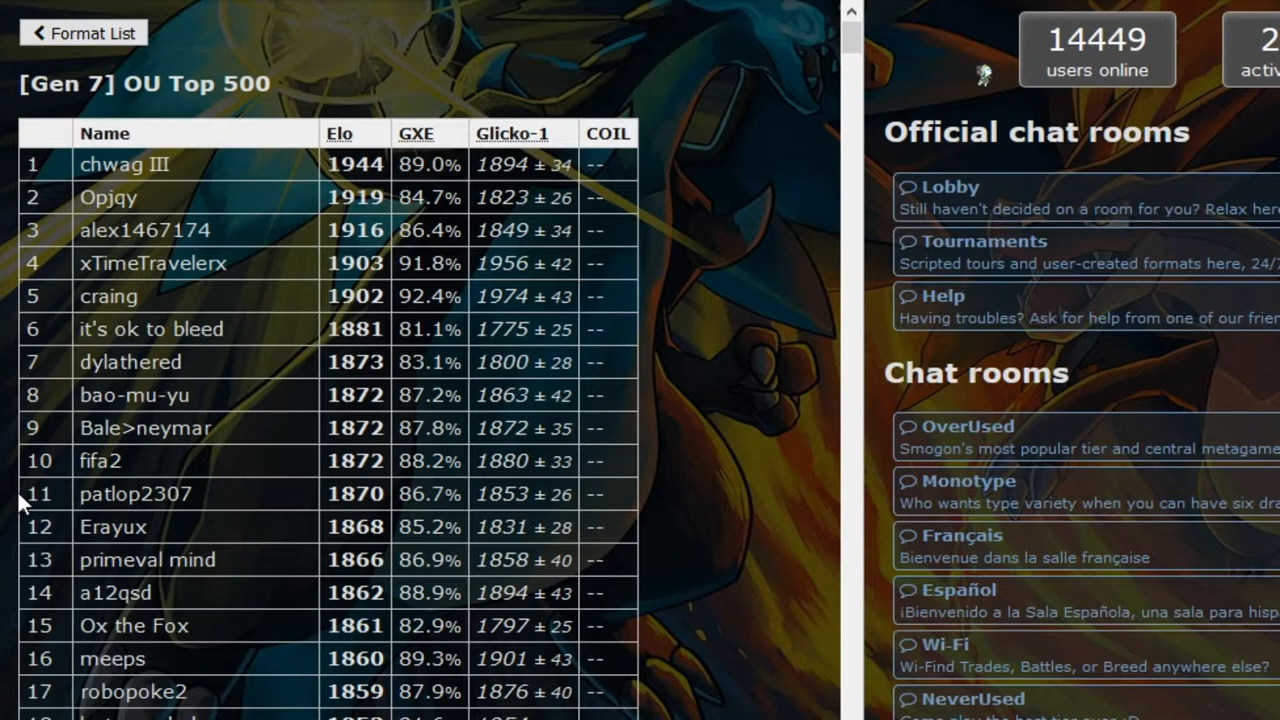 Format List
[Gen 7] OU Top 500
Name Elo GXE Glicko-1 COIL
1 chwag III 1944 89.0% 1894 ± 34 --
2 Opjqy 1919 84.7% 1823 ± 26 --
3 alex1467174 1916 86.4% 1849 ± 34 --
4 xTimeTravelerx 1903 91.8% 1956 ± 42 --
5 craing 1902 92.4% 1974 ± 43 --
6 it's ok to bleed 1881 81.1% 1775 ± 25 --
7 dylathered 1873 83.1% 1800 ± 28 --
8 bao-mu-yu 1872 87.2% 1863 ± 42 --
9 Bale>neymar 1872 87.8% 1872 ± 35 --
10 fifa2 1872 88.2% 1880 ± 33 --
11 patlop2307 1870 86.7% 1853 ± 26 --
12 Erayux 1868 85.2% 1831 ± 28 --
13 primeval mind 1866 86.9% 1858 ± 40 --
14 a12qsd 1862 88.9% 1894 ± 43 --
15 Ox the Fox 1861 82.9% 1797 ± 25 --
16 meeps 1860 89.3% 1901 ± 43 --
17 robopoke2 1859 87.9% 1876 ± 40 --
14449
users online
2
activ
Official chat rooms
Lobby
Still haven't decided on a room for you? Relax here
Tournaments
Scripted tours and user-created formats here, 24/7
Help
Having troubles? Ask for help from one of our frien
Chat rooms
OverUsed
Smogon's most popular tier and central metagame
Monotype
Who wants type variety when you can have six dra
Français
Bienvenue dans la salle française
Español
¡Bienvenido a la Sala Española, una sala para hisp
Wi-Fi
Wi-Find Trades, Battles, or Breed anywhere else?
NeverUsed